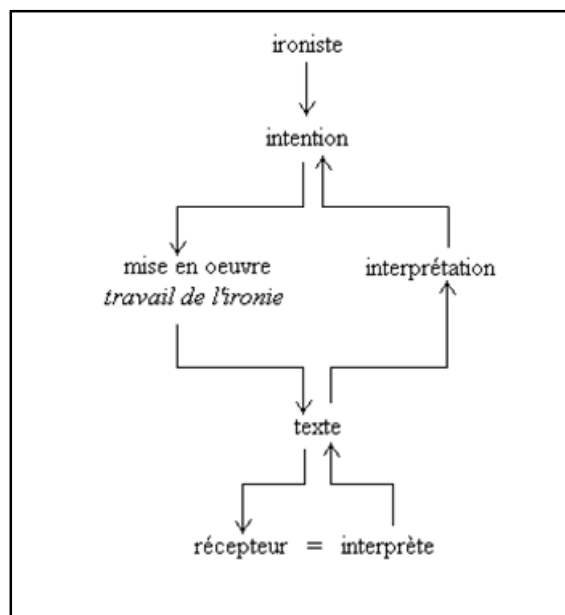 ironiste
intention
mise en oeuvre
travail de l'ironie
interprétation
texte
récepteur = interprète